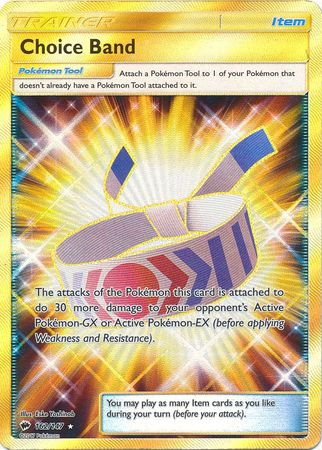 TRAINER Item
Choice Band
Pokémon Tool Attach a Pokémon Tool to 1 of your Pokémon that
doesn't already have a Pokémon Tool attached to it.
The attacks of the Pokémon this card is attached to
do 30 more damage to your opponent's Active
Pokémon-GX or Active Pokémon-EX (before applying
Weakness and Resistance).
You may play as many Item cards as you like
during your turn (before your attack).
Illus. Eske Yoshinob
162/147 ★
©2017 Pokémon